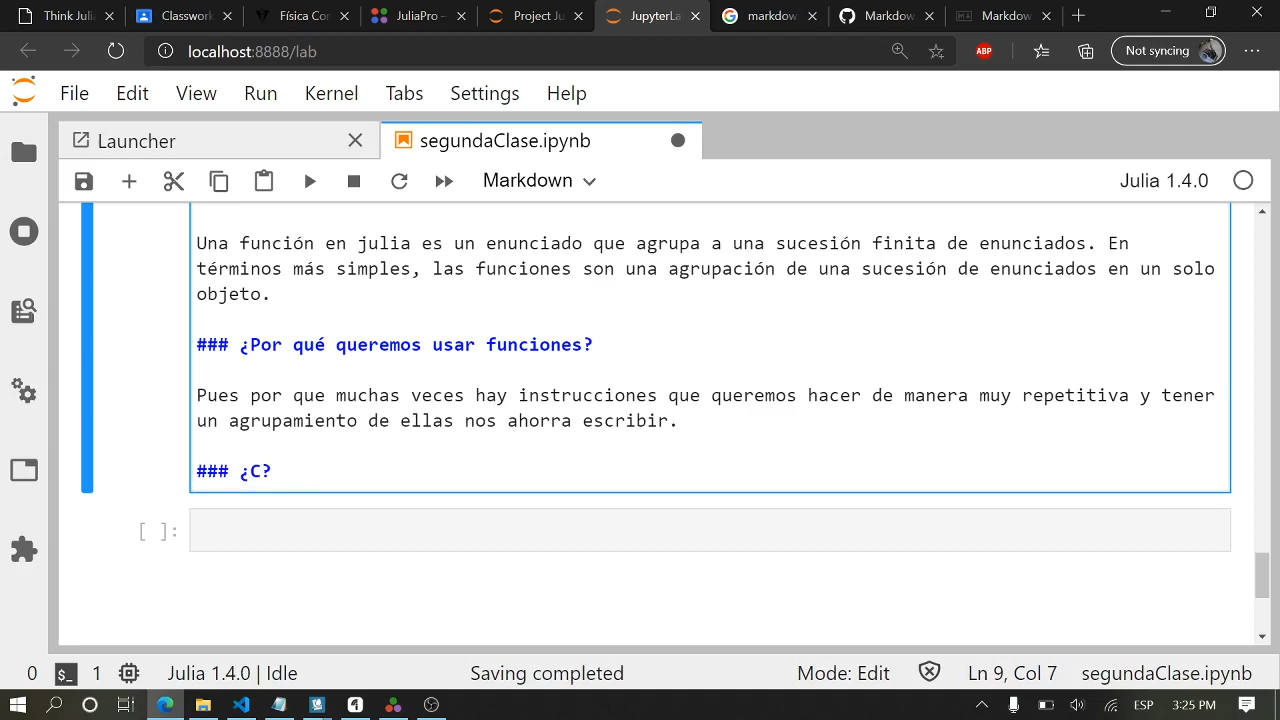 Think Juli
Classwork
Física Cor
JuliaPro -
Project Ju
JupyterLa
markdow
Markdow
Markdow
localhost:8888/lab
ABP
Not syncing
File Edit View Run Kernel Tabs Settings Help
Launcher
segundaClase.ipynb
Markdown
Julia 1.4.0
Una función en julia es un enunciado que agrupa a una sucesión finita de enunciados. En
términos más simples, las funciones son una agrupación de una sucesión de enunciados en un solo
objeto.
### ¿Por qué queremos usar funciones?
Pues por que muchas veces hay instrucciones que queremos hacer de manera muy repetitiva y tener
un agrupamiento de ellas nos ahorra escribir.
### ¿C?
[ ]:
0 $_ 1 Julia 1.4.0 | Idle Saving completed Mode: Edit Ln 9, Col 7 segundaClase.ipynb
ESP 3:25 PM